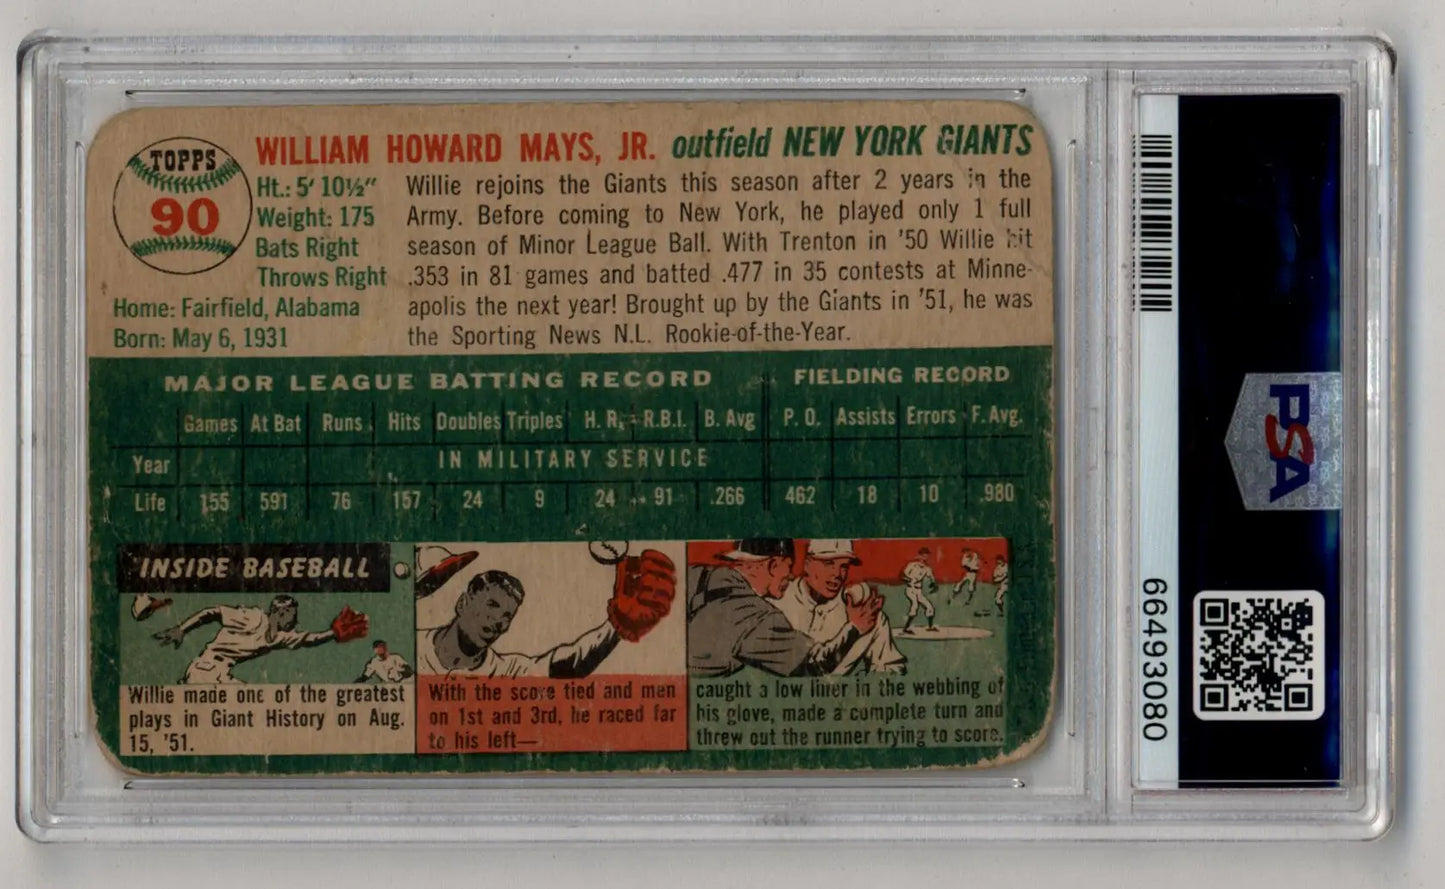 TOPPS
90
WILLIAM HOWARD MAYS, JR. outfield NEW YORK GIANTS
Ht.: 5' 10½"
Weight: 175
Bats Right
Throws Right
Home: Fairfield, Alabama
Born: May 6, 1931
Willie rejoins the Giants this season after 2 years in the
Army. Before coming to New York, he played only 1 full
season of Minor League Ball. With Trenton in '50 Willie hit
.353 in 81 games and batted .477 in 35 contests at Minne-
apolis the next year! Brought up by the Giants in '51, he was
the Sporting News N.L. Rookie-of-the-Year.
MAJOR LEAGUE BATTING RECORD FIELDING RECORD
Games At Bat Runs Hits Doubles Triples H. R. R.B.I. B. Avg P. O. Assists Errors F. Avg.
Year IN MILITARY SERVICE
Life 155 591 76 157 24 9 24 91 .266 462 18 10 .980
INSIDE BASEBALL
Willie made one of the greatest
plays in Giant History on Aug.
15, '51.
With the score tied and men
on 1st and 3rd, he raced far
to his left—
caught a low liner in the webbing of
his glove, made a complete turn and
threw out the runner trying to score.
PSA
66493080